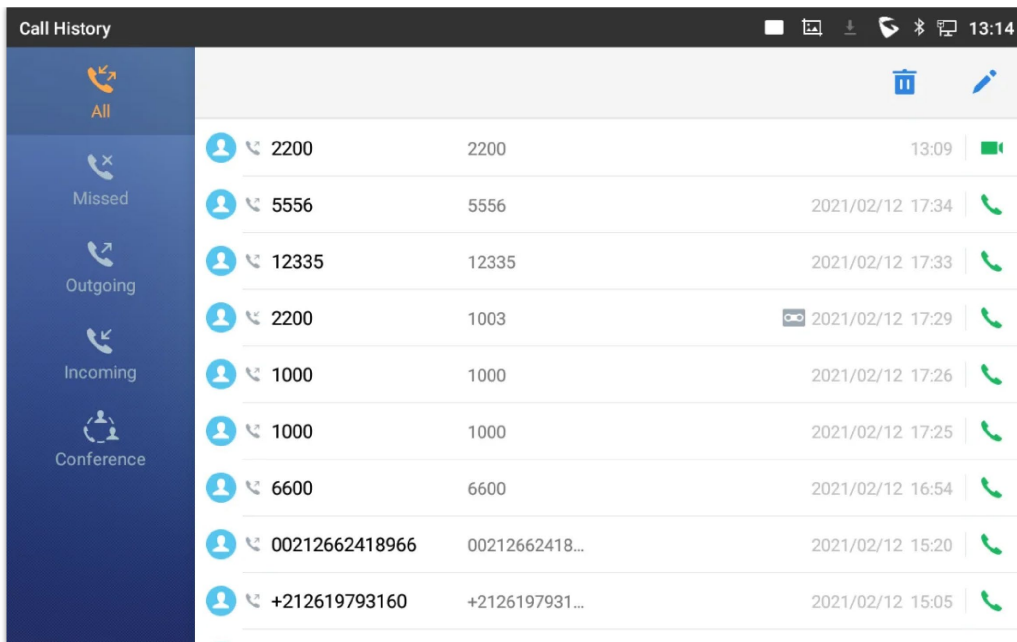 Call History 13:14
All
Missed
Outgoing
Incoming
Conference
2200 2200 13:09
5556 5556 2021/02/12 17:34
12335 12335 2021/02/12 17:33
2200 1003 2021/02/12 17:29
1000 1000 2021/02/12 17:26
1000 1000 2021/02/12 17:25
6600 6600 2021/02/12 16:54
00212662418966 00212662418... 2021/02/12 15:20
+212619793160 +2126197931... 2021/02/12 15:05